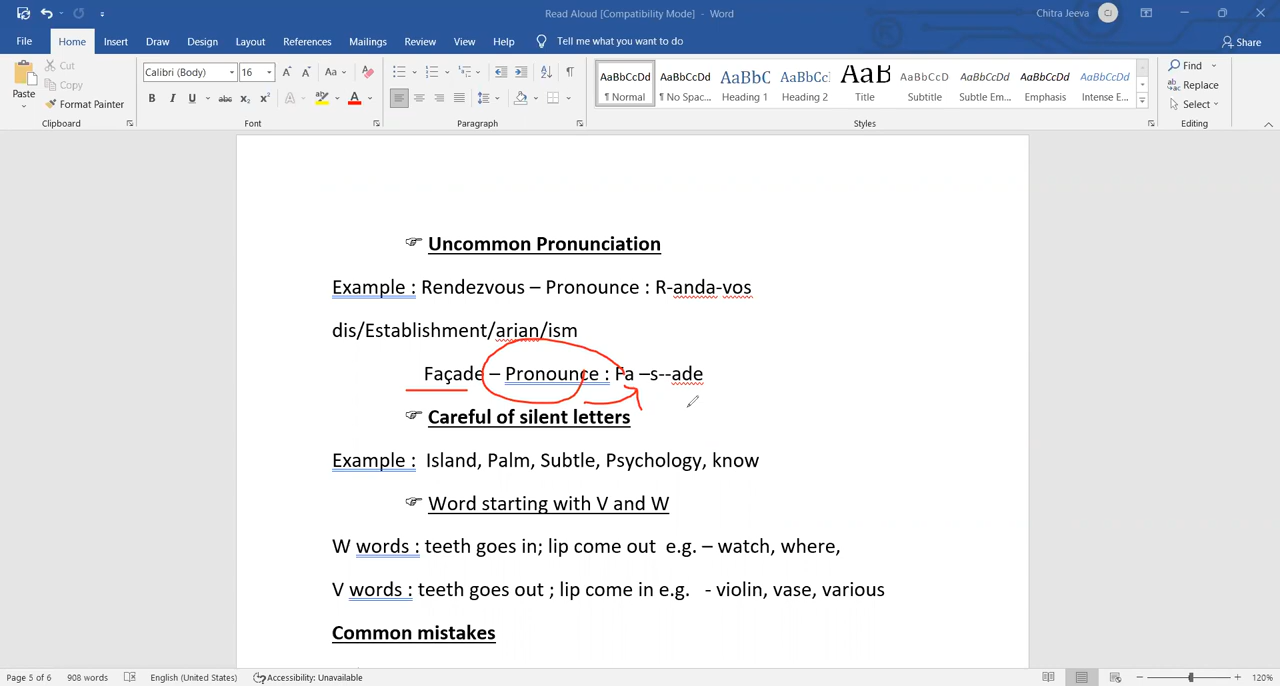 Read Aloud [Compatibility Mode] - Word
Chitra Jeeva
CJ
File Home Insert Draw Design Layout References Mailings Review View Help Tell me what you want to do
Share
Paste
Cut
Copy
Format Painter
Clipboard
Calibri (Body) 16
Font
Paragraph
AaBbCcDd AaBbCcDd AaBbC AaBbCc AaB AaBbCcD AaBbCcDd AaBbCcDd AaBbCcDd
¶ Normal ¶ No Spac... Heading 1 Heading 2 Title Subtitle Subtle Em... Emphasis Intense E...
Styles
Find
Replace
Select
Editing
Uncommon Pronunciation
Example : Rendezvous – Pronounce : R-anda-vos
dis/Establishment/arian/ism
Façade – Pronounce : Fa –s--ade
Careful of silent letters
Example : Island, Palm, Subtle, Psychology, know
Word starting with V and W
W words : teeth goes in; lip come out e.g. – watch, where,
V words : teeth goes out ; lip come in e.g. - violin, vase, various
Common mistakes
Page 5 of 6 908 words English (United States) Accessibility: Unavailable 120%